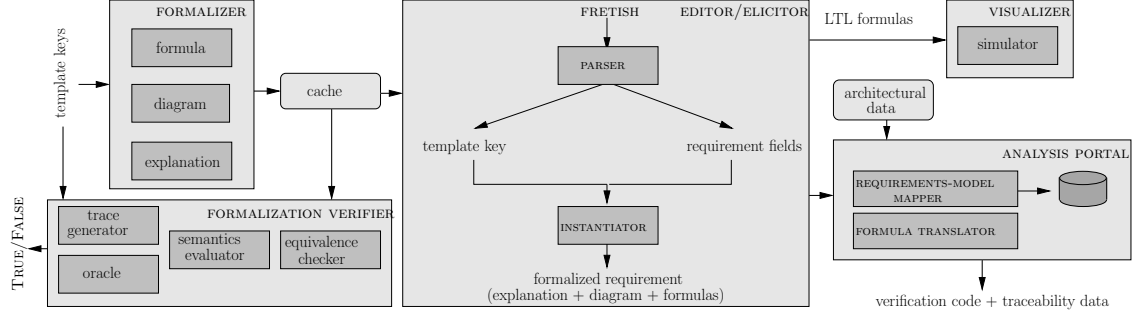 template keys
FORMALIZER
formula
diagram
explanation
cache
TRUE/FALSE
FORMALIZATION VERIFIER
trace
generator
oracle
semantics
evaluator
equivalence
checker
FRETISH
EDITOR/ELICITOR
PARSER
template key
requirement fields
INSTANTIATOR
formalized requirement
(explanation + diagram + formulas)
LTL formulas
VISUALIZER
simulator
architectural
data
ANALYSIS PORTAL
REQUIREMENTS-MODEL
MAPPER
FORMULA TRANSLATOR
verification code + traceability data